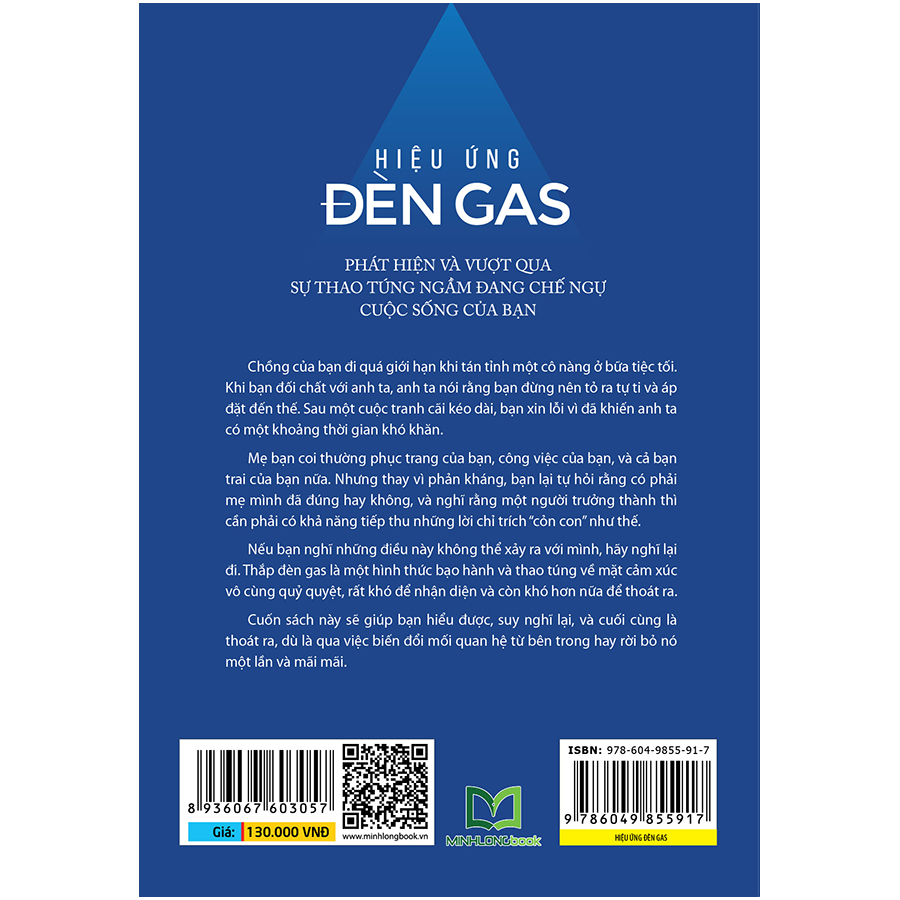 HIỆU ỨNG
ĐÈN GAS
PHÁT HIỆN VÀ VƯỢT QUA
SỰ THAO TÚNG NGẦM ĐANG CHẾ NGỰ
CUỘC SỐNG CỦA BẠN
Chồng của bạn đi quá giới hạn khi tán tỉnh một cô nàng ở bữa tiệc tối.
Khi bạn đối chất với anh ta, anh ta nói rằng bạn đừng nên tỏ ra tự ti và áp
đặt đến thế. Sau một cuộc tranh cãi kéo dài, bạn xin lỗi vì đã khiến anh ta
có một khoảng thời gian khó khăn.
Mẹ bạn coi thường phục trang của bạn, công việc của bạn, và cả bạn
trai của bạn nữa. Nhưng thay vì phản kháng, bạn lại tự hỏi rằng có phải
mẹ mình đã đúng hay không, và nghĩ rằng một người trưởng thành thì
cần phải có khả năng tiếp thu những lời chỉ trích “cỏn con” như thế.
Nếu bạn nghĩ những điều này không thể xảy ra với mình, hãy nghĩ lại
đi. Thắp đèn gas là một hình thức bạo hành và thao túng về mặt cảm xúc
vô cùng quỷ quyệt, rất khó để nhận diện và còn khó hơn nữa để thoát ra.
Cuốn sách này sẽ giúp bạn hiểu được, suy nghĩ lại, và cuối cùng là
thoát ra, dù là qua việc biến đổi mối quan hệ từ bên trong hay rời bỏ nó
một lần và mãi mãi.
8 936067 603057
Giá: 130.000 VNĐ
www.minhlongbook.vn
MINHLONGbook
ISBN: 978-604-9855-91-7
9 786049 855917
HIỆU ỨNG ĐÈN GAS